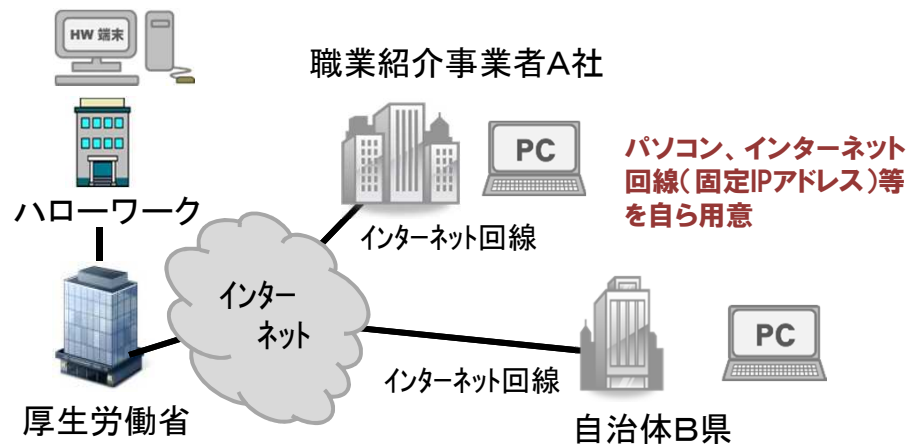 HW 端末
職業紹介事業者A社
PC
パソコン、インターネット
回線(固定IPアドレス)等
を自ら用意
ハローワーク
インターネット回線
インター
ネット
PC
インターネット回線
厚生労働省
自治体B県